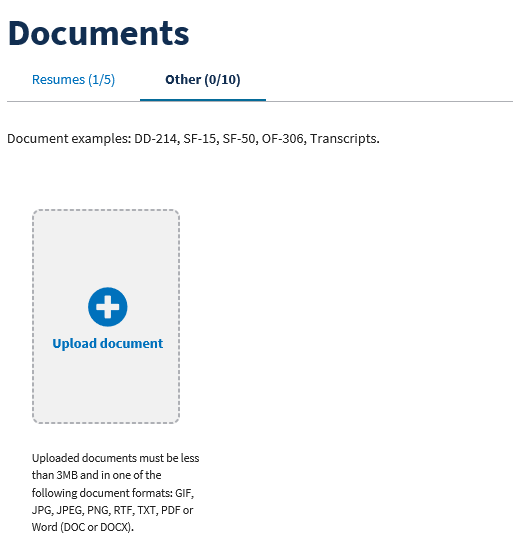 Documents
Resumes (1/5)
Other (0/10)
Document examples: DD-214, SF-15, SF-50, OF-306, Transcripts.
Upload document
Uploaded documents must be less
than 3MB and in one of the
following document formats: GIF,
JPG, JPEG, PNG, RTF, TXT, PDF or
Word (DOC or DOCX).